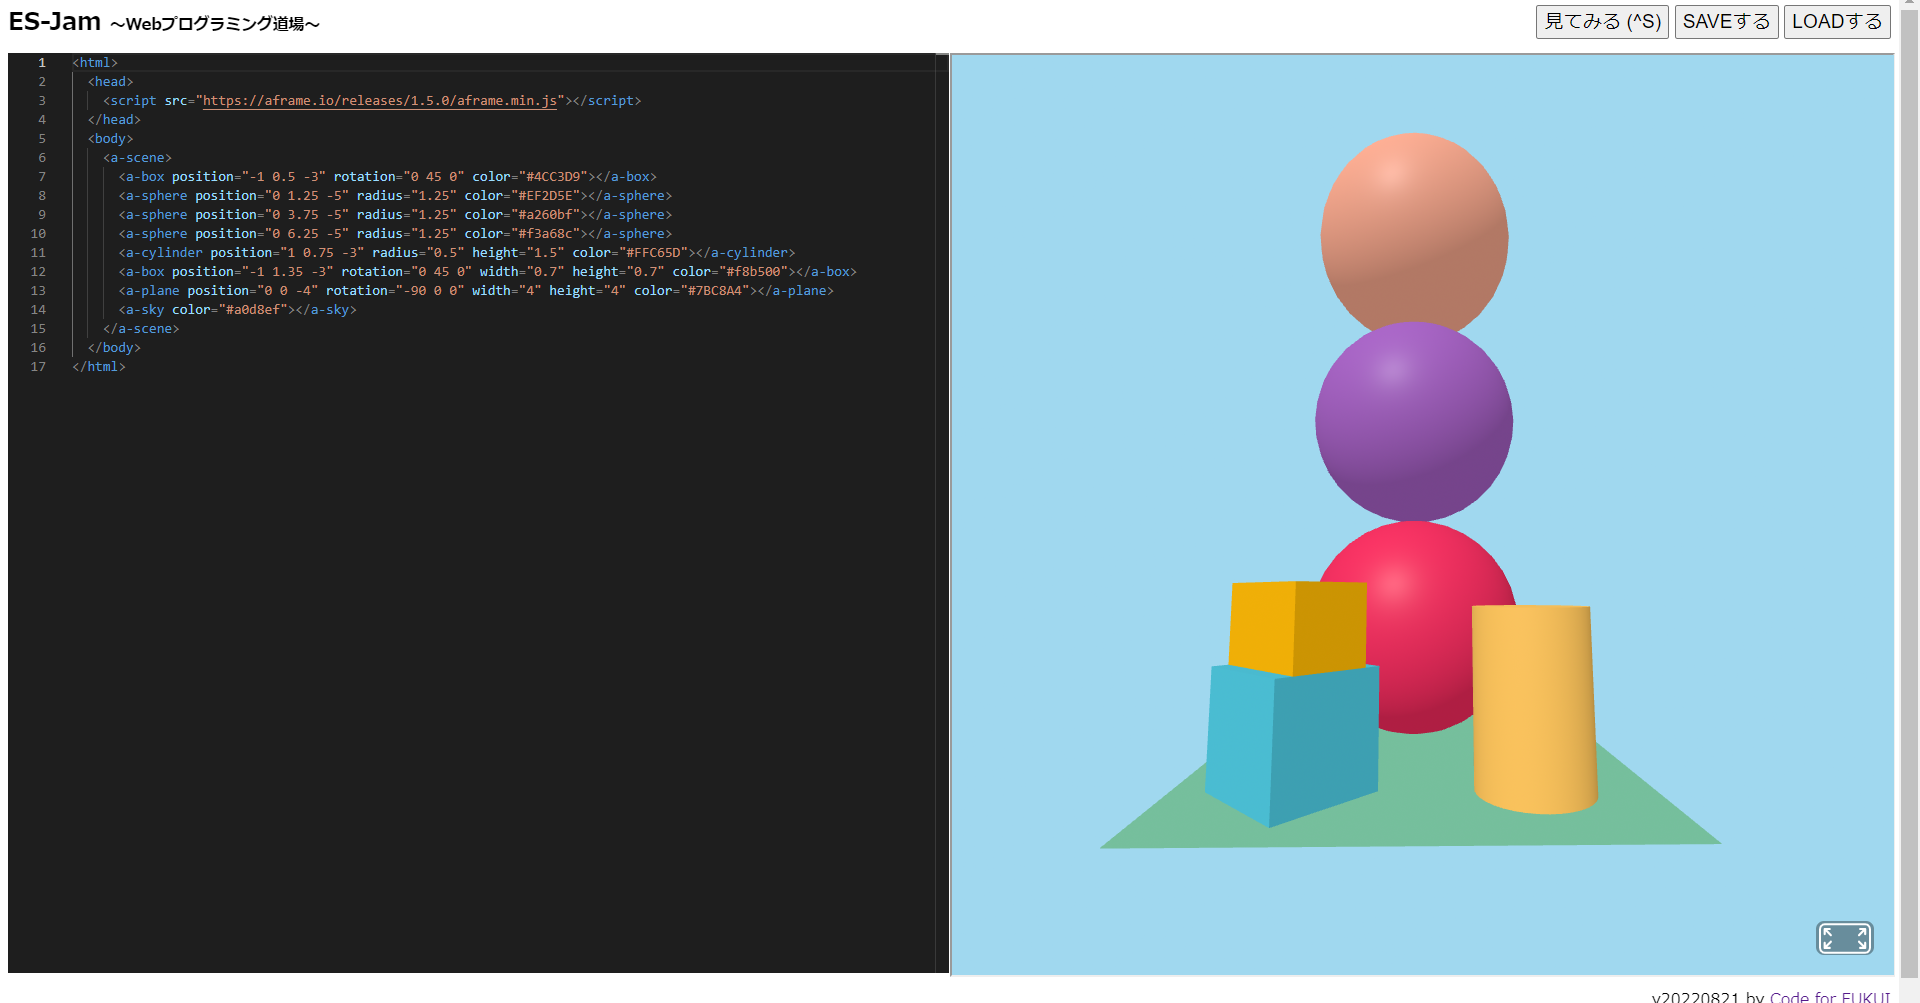 ES-Jam ～Webプログラミング道場～
見てみる (^S) SAVEする LOADする
1 <html>
2 <head>
3 <script src="https://aframe.io/releases/1.5.0/aframe.min.js"></script>
4 </head>
5 <body>
6 <a-scene>
7 <a-box position="-1 0.5 -3" rotation="0 45 0" color="#4CC3D9"></a-box>
8 <a-sphere position="0 1.25 -5" radius="1.25" color="#EF2D5E"></a-sphere>
9 <a-sphere position="0 3.75 -5" radius="1.25" color="#a260bf"></a-sphere>
10 <a-sphere position="0 6.25 -5" radius="1.25" color="#f3a68c"></a-sphere>
11 <a-cylinder position="1 0.75 -3" radius="0.5" height="1.5" color="#FFC65D"></a-cylinder>
12 <a-box position="-1 1.35 -3" rotation="0 45 0" width="0.7" height="0.7" color="#f8b500"></a-box>
13 <a-plane position="0 0 -4" rotation="-90 0 0" width="4" height="4" color="#7BC8A4"></a-plane>
14 <a-sky color="#a0d8ef"></a-sky>
15 </a-scene>
16 </body>
17 </html>
v20220821 by Code for FUKUI